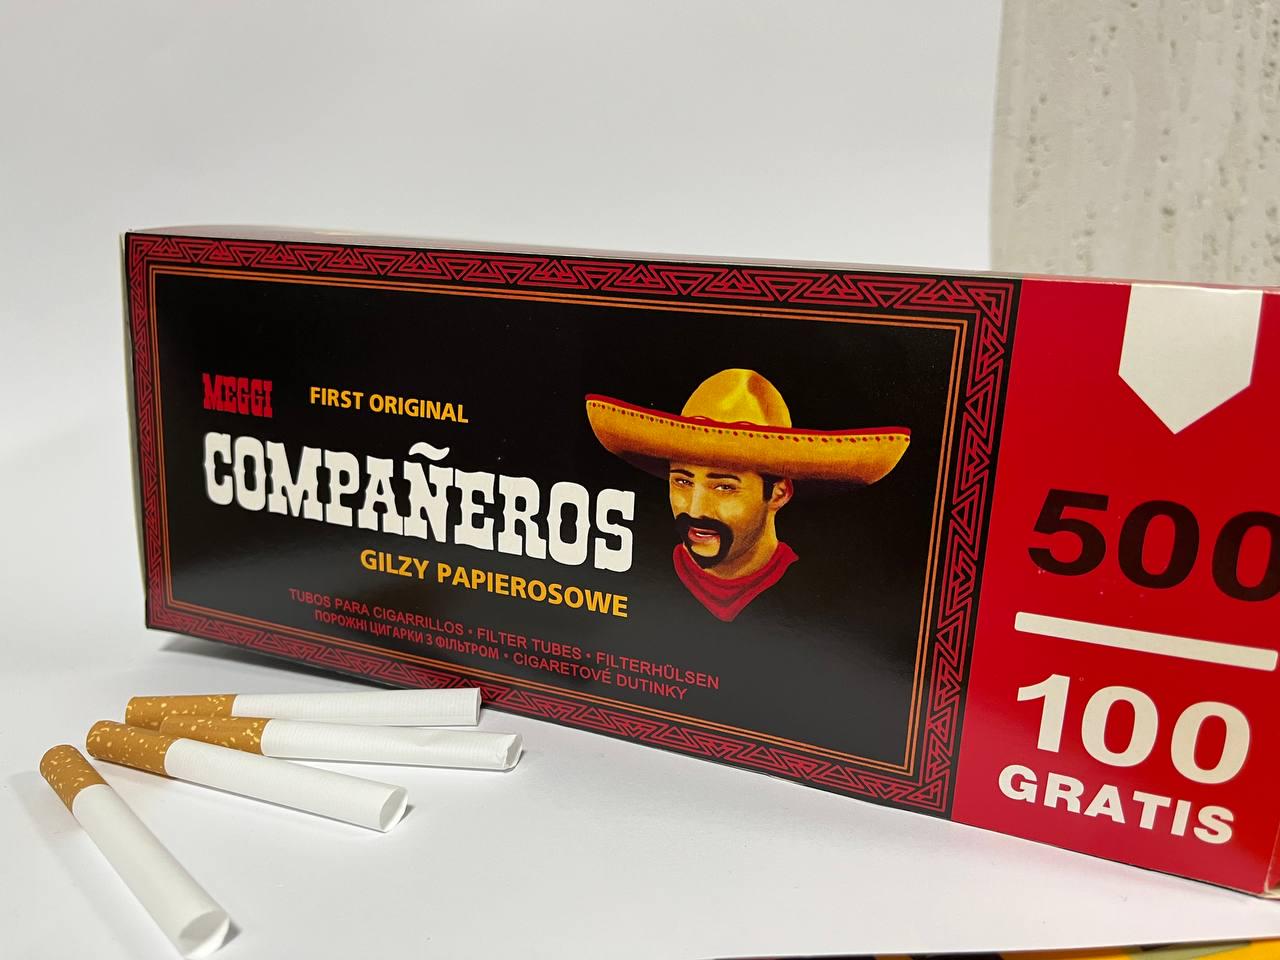 MEGGI
FIRST ORIGINAL
COMPAÑEROS
GILZY PAPIEROSOWE
TUBOS PARA CIGARRILLOS • FILTER TUBES • FILTERHÜLSEN
ПОРОЖНІ ЦИГАРКИ З ФІЛЬТРОМ • CIGARETOVÉ DUTINKY
500
100
GRATIS